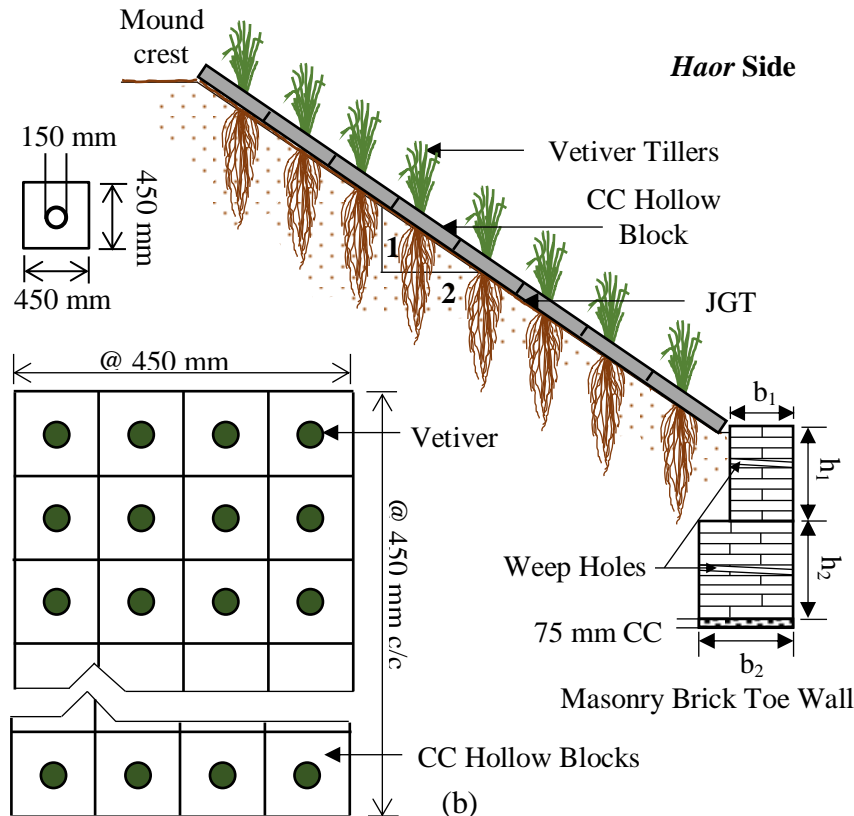 Mound
crest
Haor Side
150 mm
450 mm
450 mm
Vetiver Tillers
CC Hollow
Block
1
2
JGT
@ 450 mm
b₁
Vetiver
h₁
@ 450 mm c/c
Weep Holes
h₂
75 mm CC
b₂
Masonry Brick Toe Wall
CC Hollow Blocks
(b)